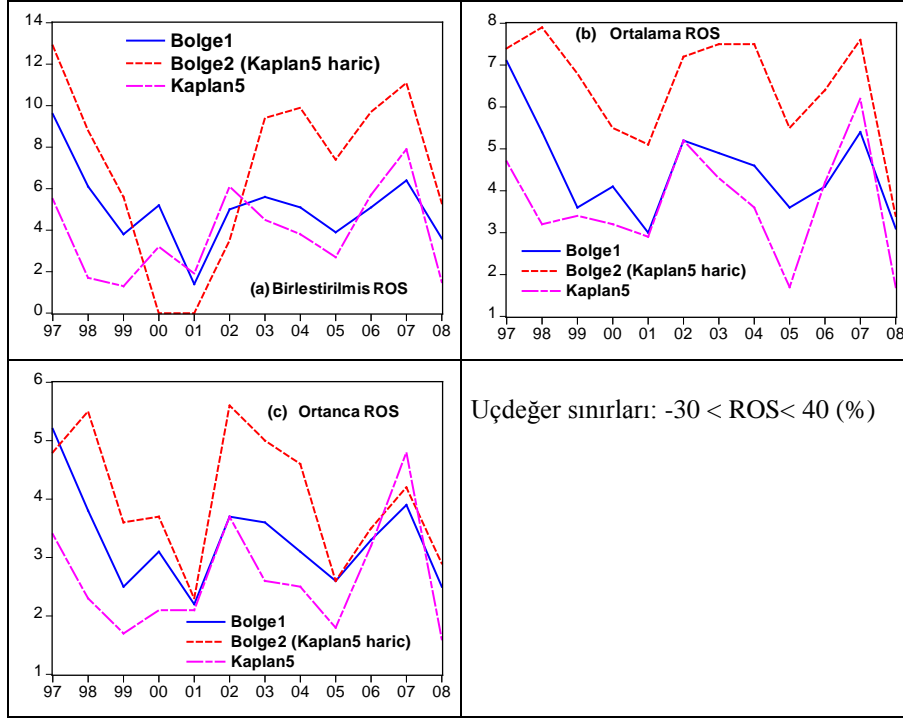 14
12
10
8
6
4
2
0
97 98 99 00 01 02 03 04 05 06 07 08
Bolge1
Bolge2 (Kaplan5 haric)
Kaplan5
(a) Birlestirilmis ROS
8
7
6
5
4
3
2
1
97 98 99 00 01 02 03 04 05 06 07 08
(b) Ortalama ROS
Bolge1
Bolge2 (Kaplan5 haric)
Kaplan5
6
5
4
3
2
1
97 98 99 00 01 02 03 04 05 06 07 08
(c) Ortanca ROS
Bolge1
Bolge2 (Kaplan5 haric)
Kaplan5
Uçdeğer sınırları: -30 < ROS< 40 (%)